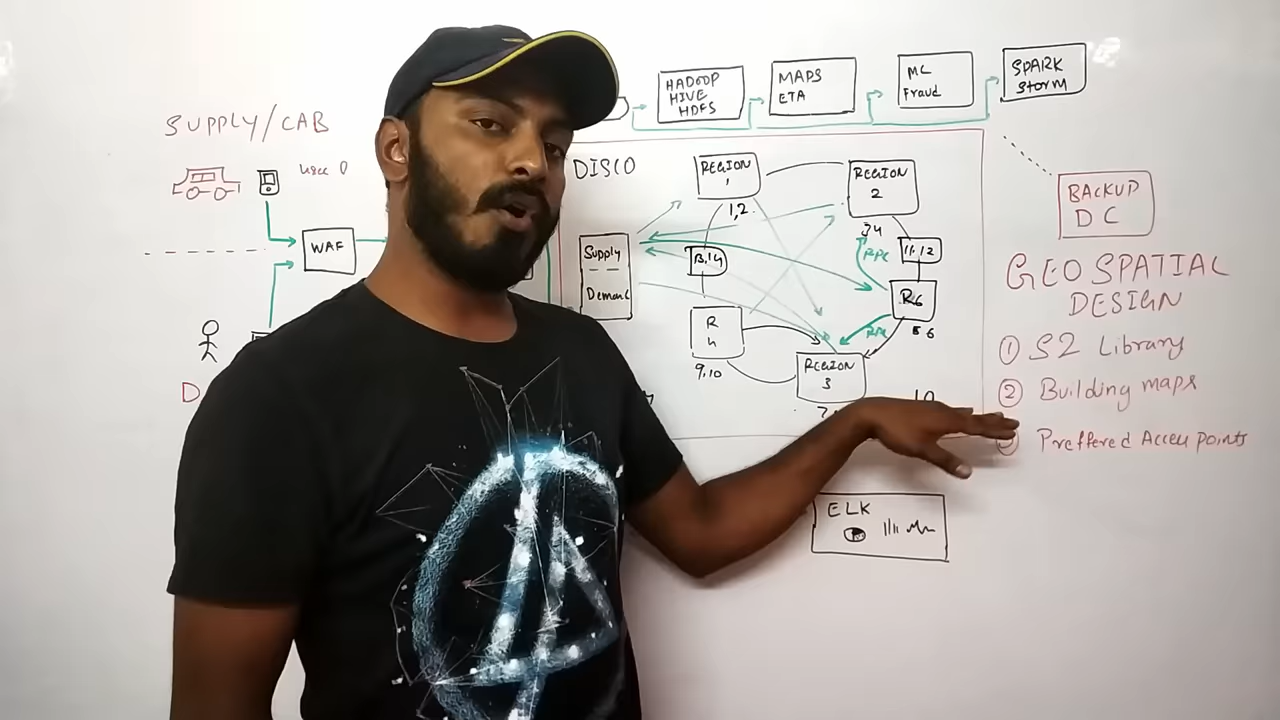 SUPPLY/CAB
WAF
D
HADOOP
HIVE
HDFS
MAPS
ETA
ML
Fraud
SPARK
STORM
DISCO
Supply
Demand
REGION
1
1,2
REGION
2
34
13,14
11,12
RPC
R6
56
RPC
R
4
9,10
REGION
3
ELK
BACKUP
DC
GEOSPATIAL
DESIGN
① S2 Library
② Building maps
Preffered Access points